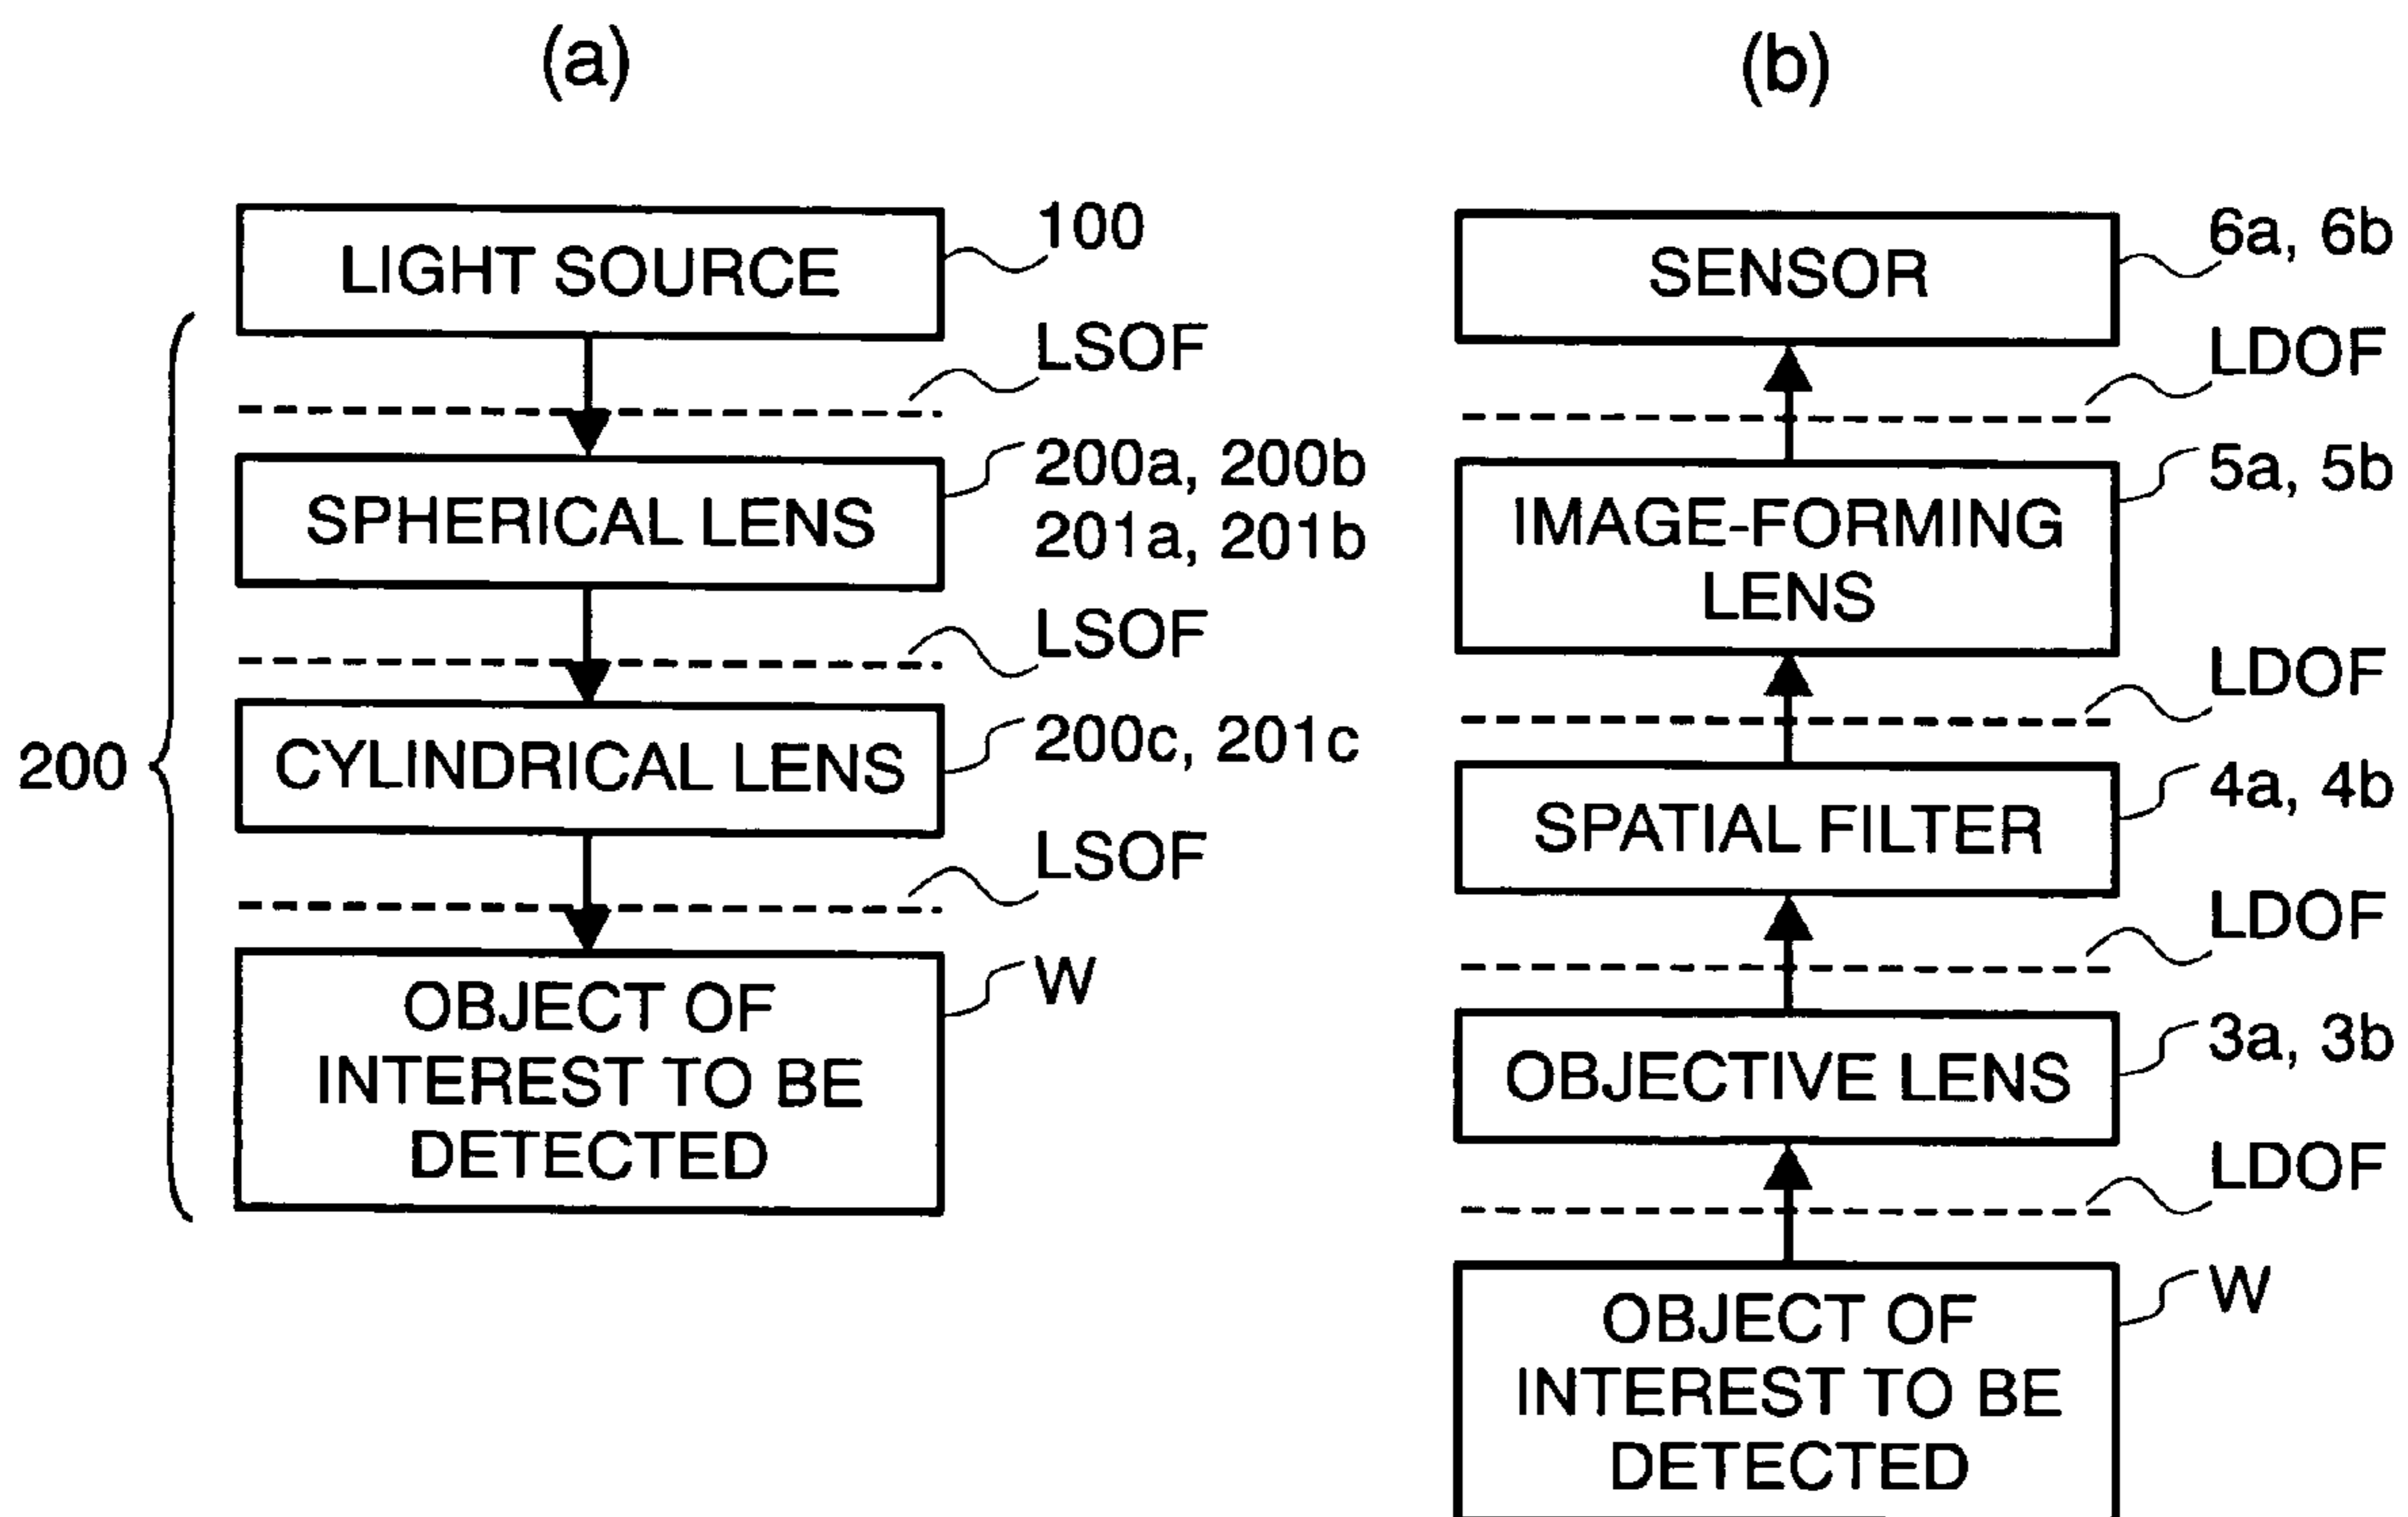 (a)
LIGHT SOURCE
100
LSOF
SPHERICAL LENS
200a, 200b
201a, 201b
LSOF
CYLINDRICAL LENS
200c, 201c
200
LSOF
OBJECT OF
INTEREST TO BE
DETECTED
W
(b)
SENSOR
6a, 6b
LDOF
IMAGE-FORMING
LENS
5a, 5b
LDOF
SPATIAL FILTER
4a, 4b
LDOF
OBJECTIVE LENS
3a, 3b
LDOF
OBJECT OF
INTEREST TO BE
DETECTED
W